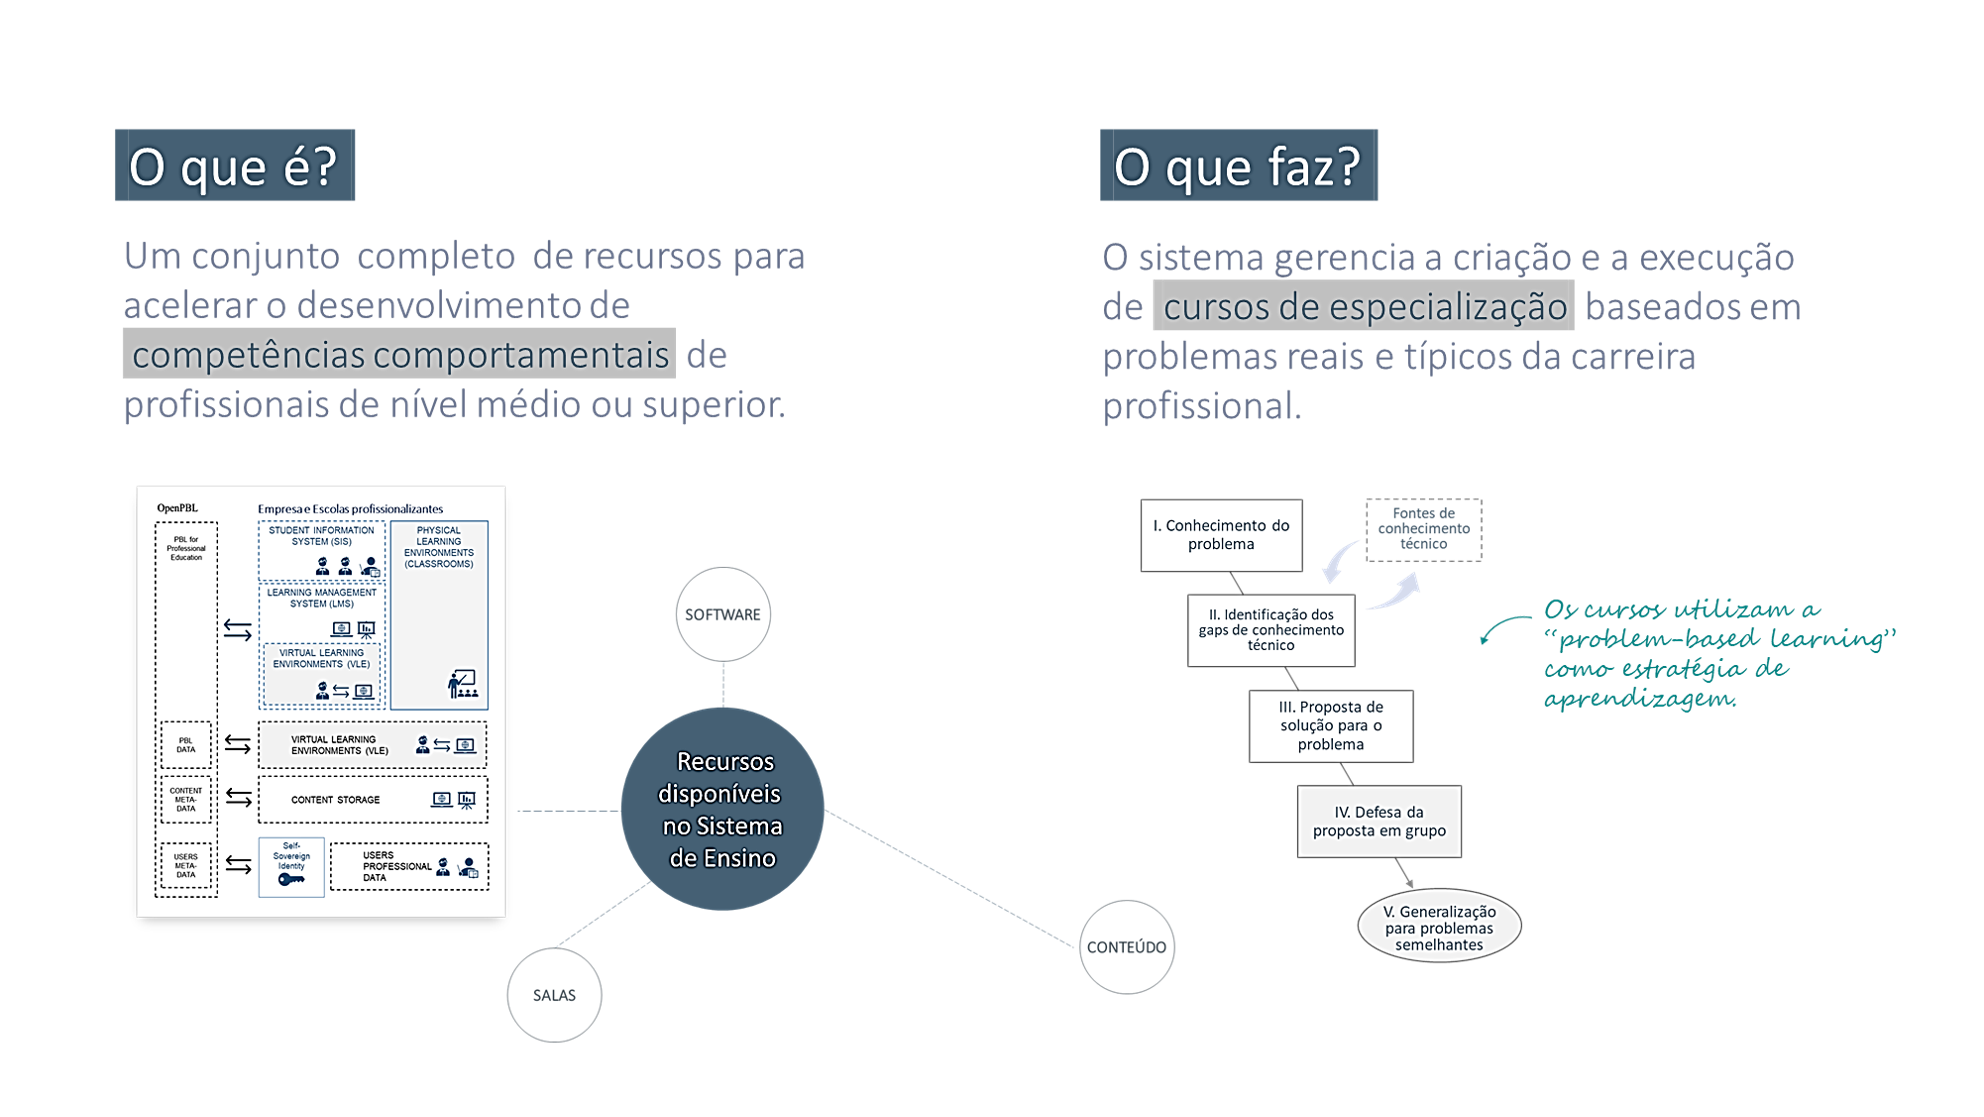 O que é?
Um conjunto completo de recursos para
acelerar o desenvolvimento de
competências comportamentais de
profissionais de nível médio ou superior.
OpenPBL
Empresa e Escolas profissionalizantes
PBL for
Professional
Education
STUDENT INFORMATION
SYSTEM (SIS)
PHYSICAL
LEARNING
ENVIRONMENTS
(CLASSROOMS)
LEARNING MANAGEMENT
SYSTEM (LMS)
VIRTUAL LEARNING
ENVIRONMENTS (VLE)
PBL
DATA
VIRTUAL LEARNING
ENVIRONMENTS (VLE)
CONTENT
META-
DATA
CONTENT STORAGE
USERS
META-
DATA
Self-
Sovereign
Identity
USERS
PROFESSIONAL
DATA
SOFTWARE
Recursos
disponíveis
no Sistema
de Ensino
SALAS
CONTEÚDO
O que faz?
O sistema gerencia a criação e a execução
de cursos de especialização baseados em
problemas reais e típicos da carreira
profissional.
I. Conhecimento do
problema
Fontes de
conhecimento
técnico
II. Identificação dos
gaps de conhecimento
técnico
III. Proposta de
solução para o
problema
IV. Defesa da
proposta em grupo
V. Generalização
para problemas
semelhantes
Os cursos utilizam a
“problem-based learning”
como estratégia de
aprendizagem.